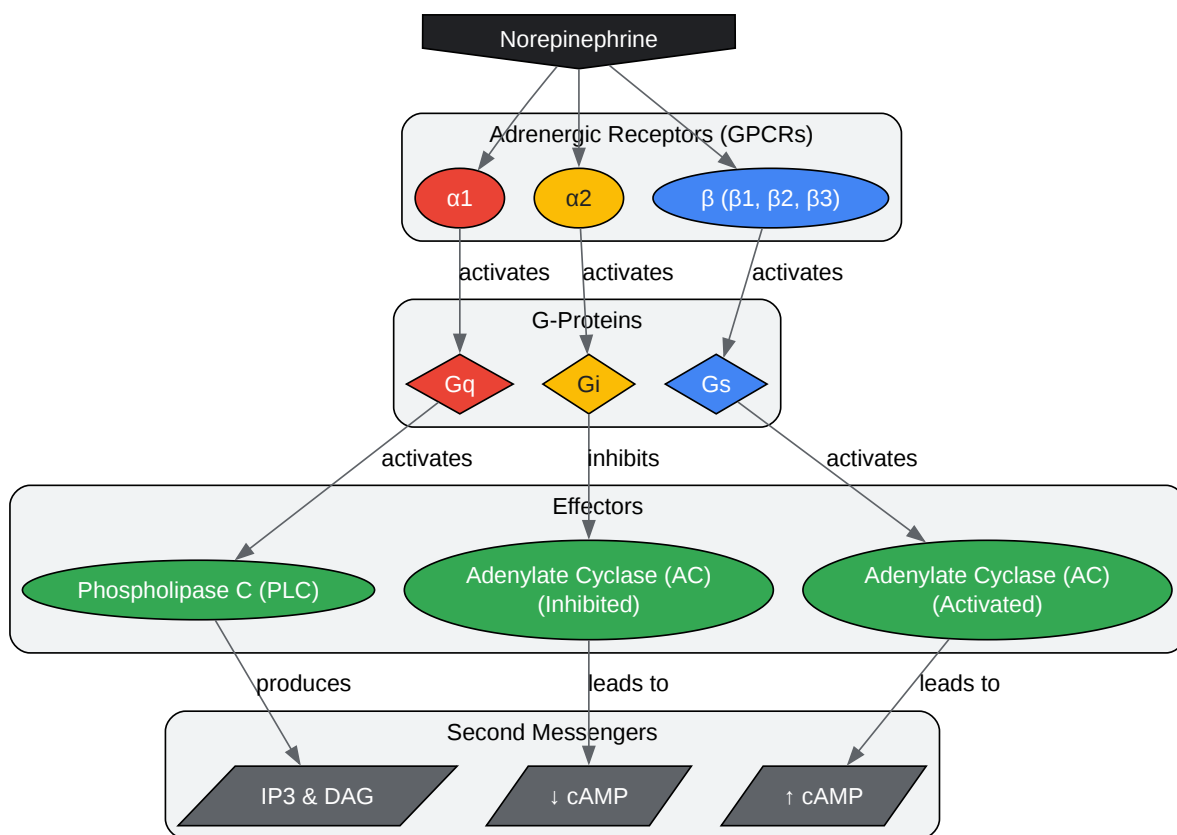 Norepinephrine
Adrenergic Receptors (GPCRs)
α1
α2
β (β1, β2, β3)
activates
activates
activates
G-Proteins
Gq
Gi
Gs
activates
inhibits
activates
Effectors
Phospholipase C (PLC)
Adenylate Cyclase (AC)
(Inhibited)
Adenylate Cyclase (AC)
(Activated)
produces
leads to
leads to
Second Messengers
IP3 & DAG
↓ cAMP
↑ cAMP